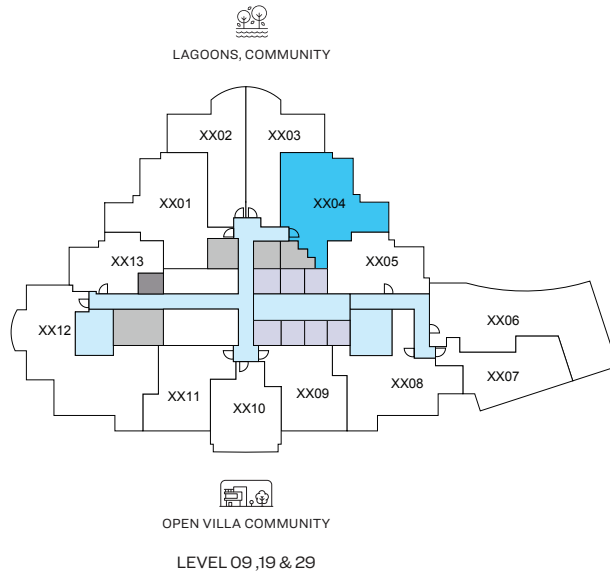 LAGOONS, COMMUNITY
XX02
XX03
XX01
XX04
XX13
XX05
XX12
XX06
XX11
XX10
XX09
XX08
XX07
OPEN VILLA COMMUNITY
LEVEL 09 ,19 & 29